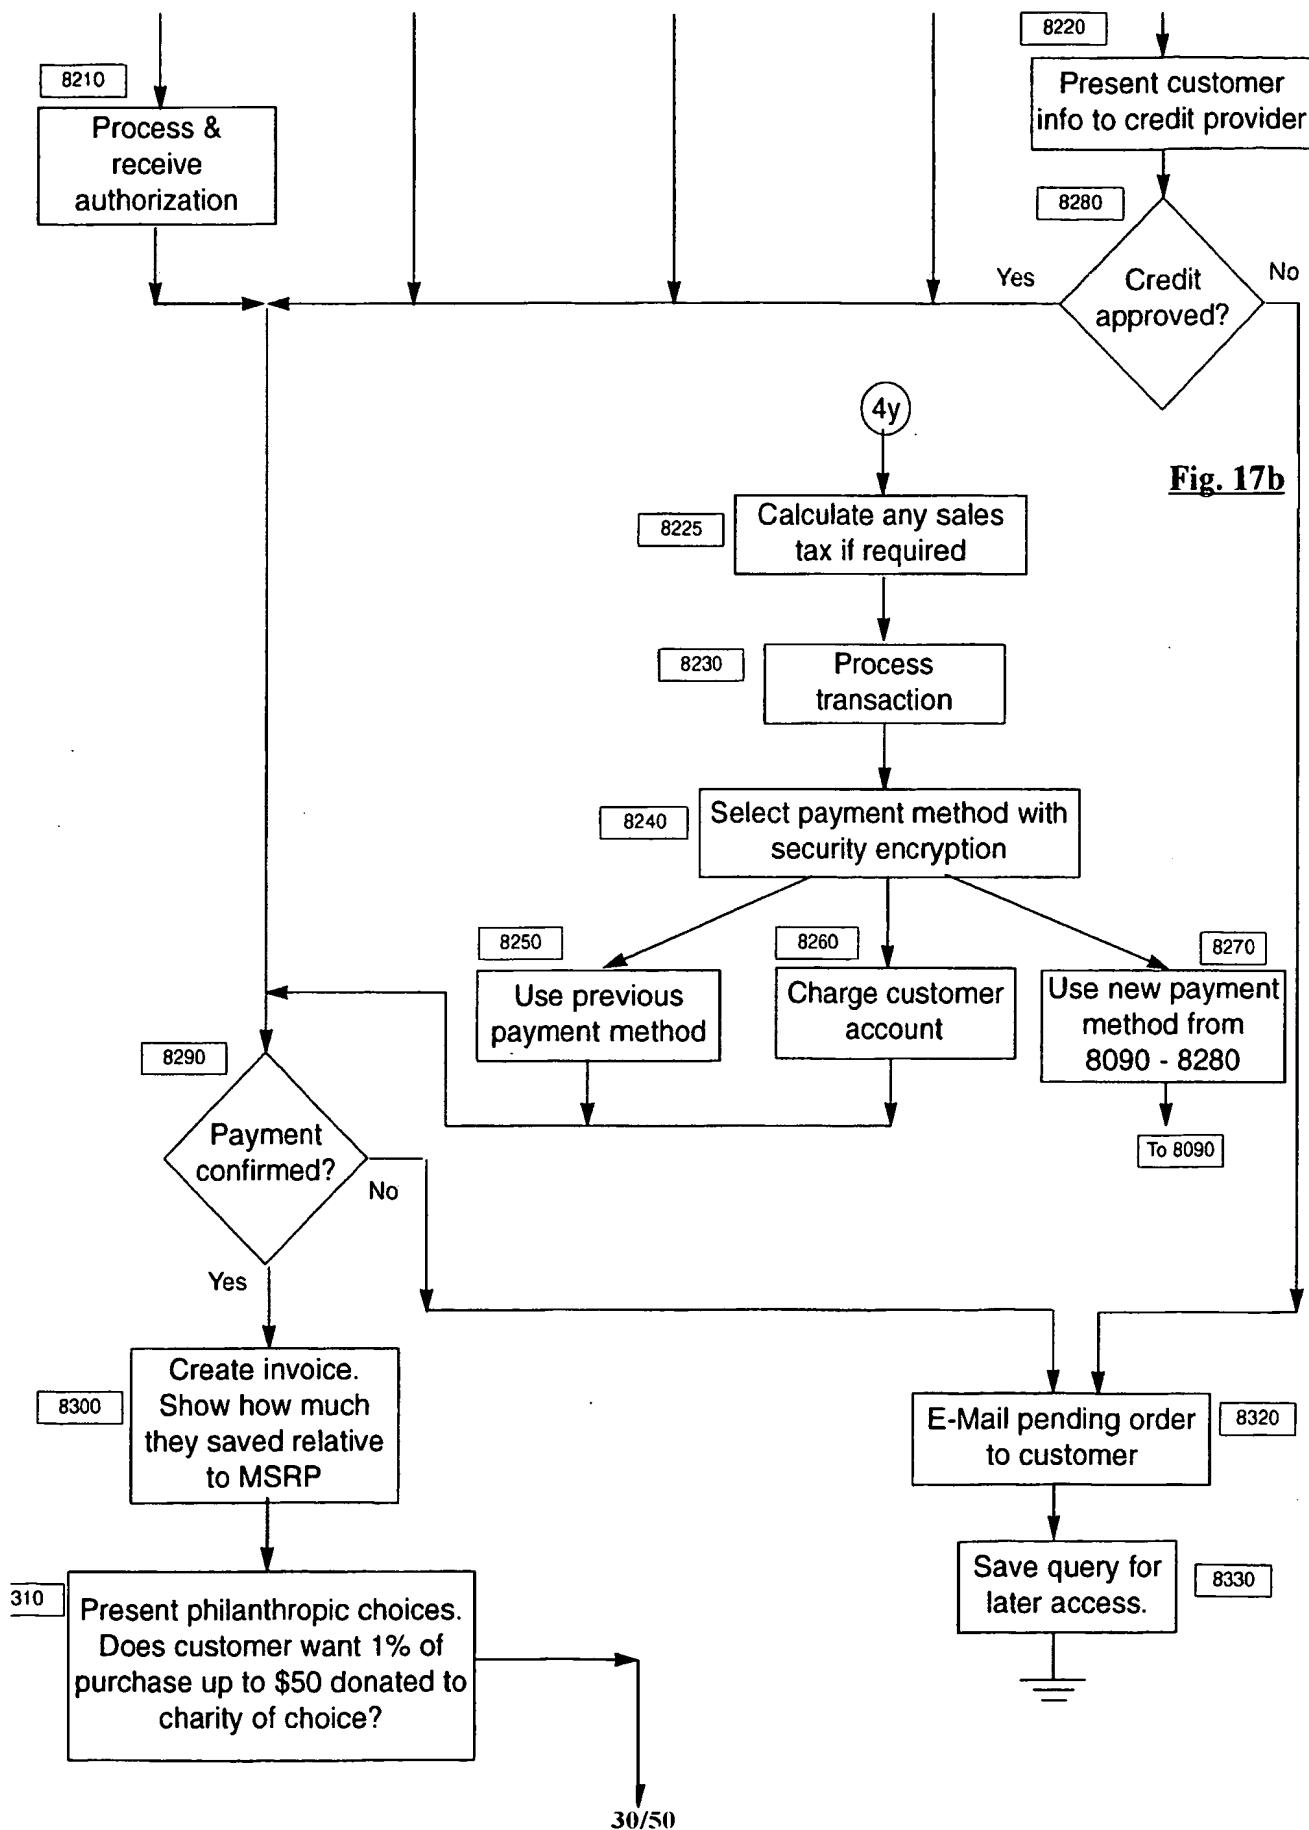 8220
8210
Present customer
info to credit provider
Process &
receive
authorization
8280
Yes
No
Credit
approved?
4y
Fig. 17b
8225
Calculate any sales
tax if required
8230
Process
transaction
8240
Select payment method with
security encryption
8250
8260
8270
Use previous
payment method
Charge customer
account
Use new payment
method from
8090 - 8280
8290
Payment
confirmed?
To 8090
No
Yes
8300
Create invoice.
Show how much
they saved relative
to MSRP
E-Mail pending order
to customer
8320
Save query for
later access.
8330
310
Present philanthropic choices.
Does customer want 1% of
purchase up to $50 donated to
charity of choice?
30/50